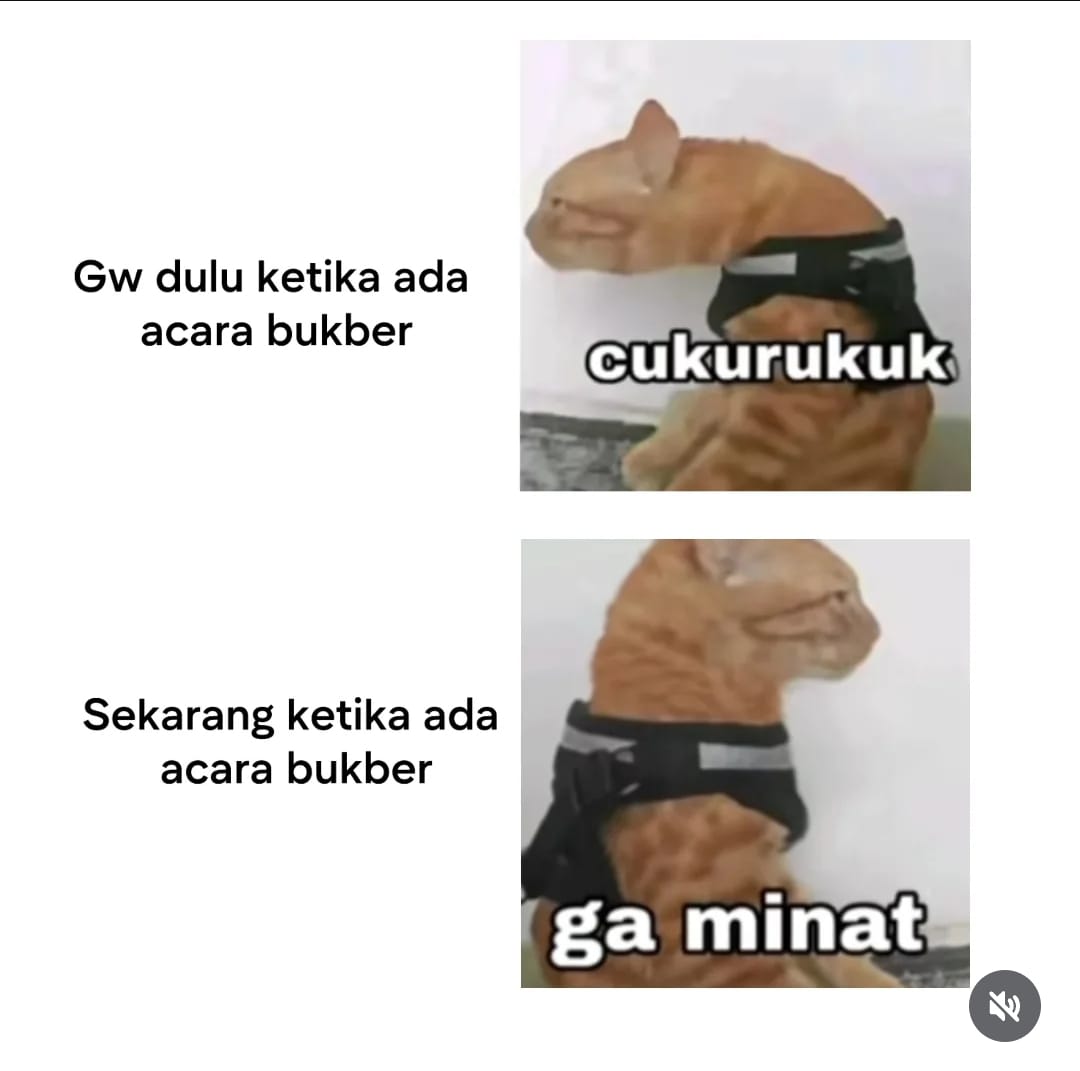 Gw dulu ketika ada
acara bukber
cukurukuk
Sekarang ketika ada
acara bukber
ga minat